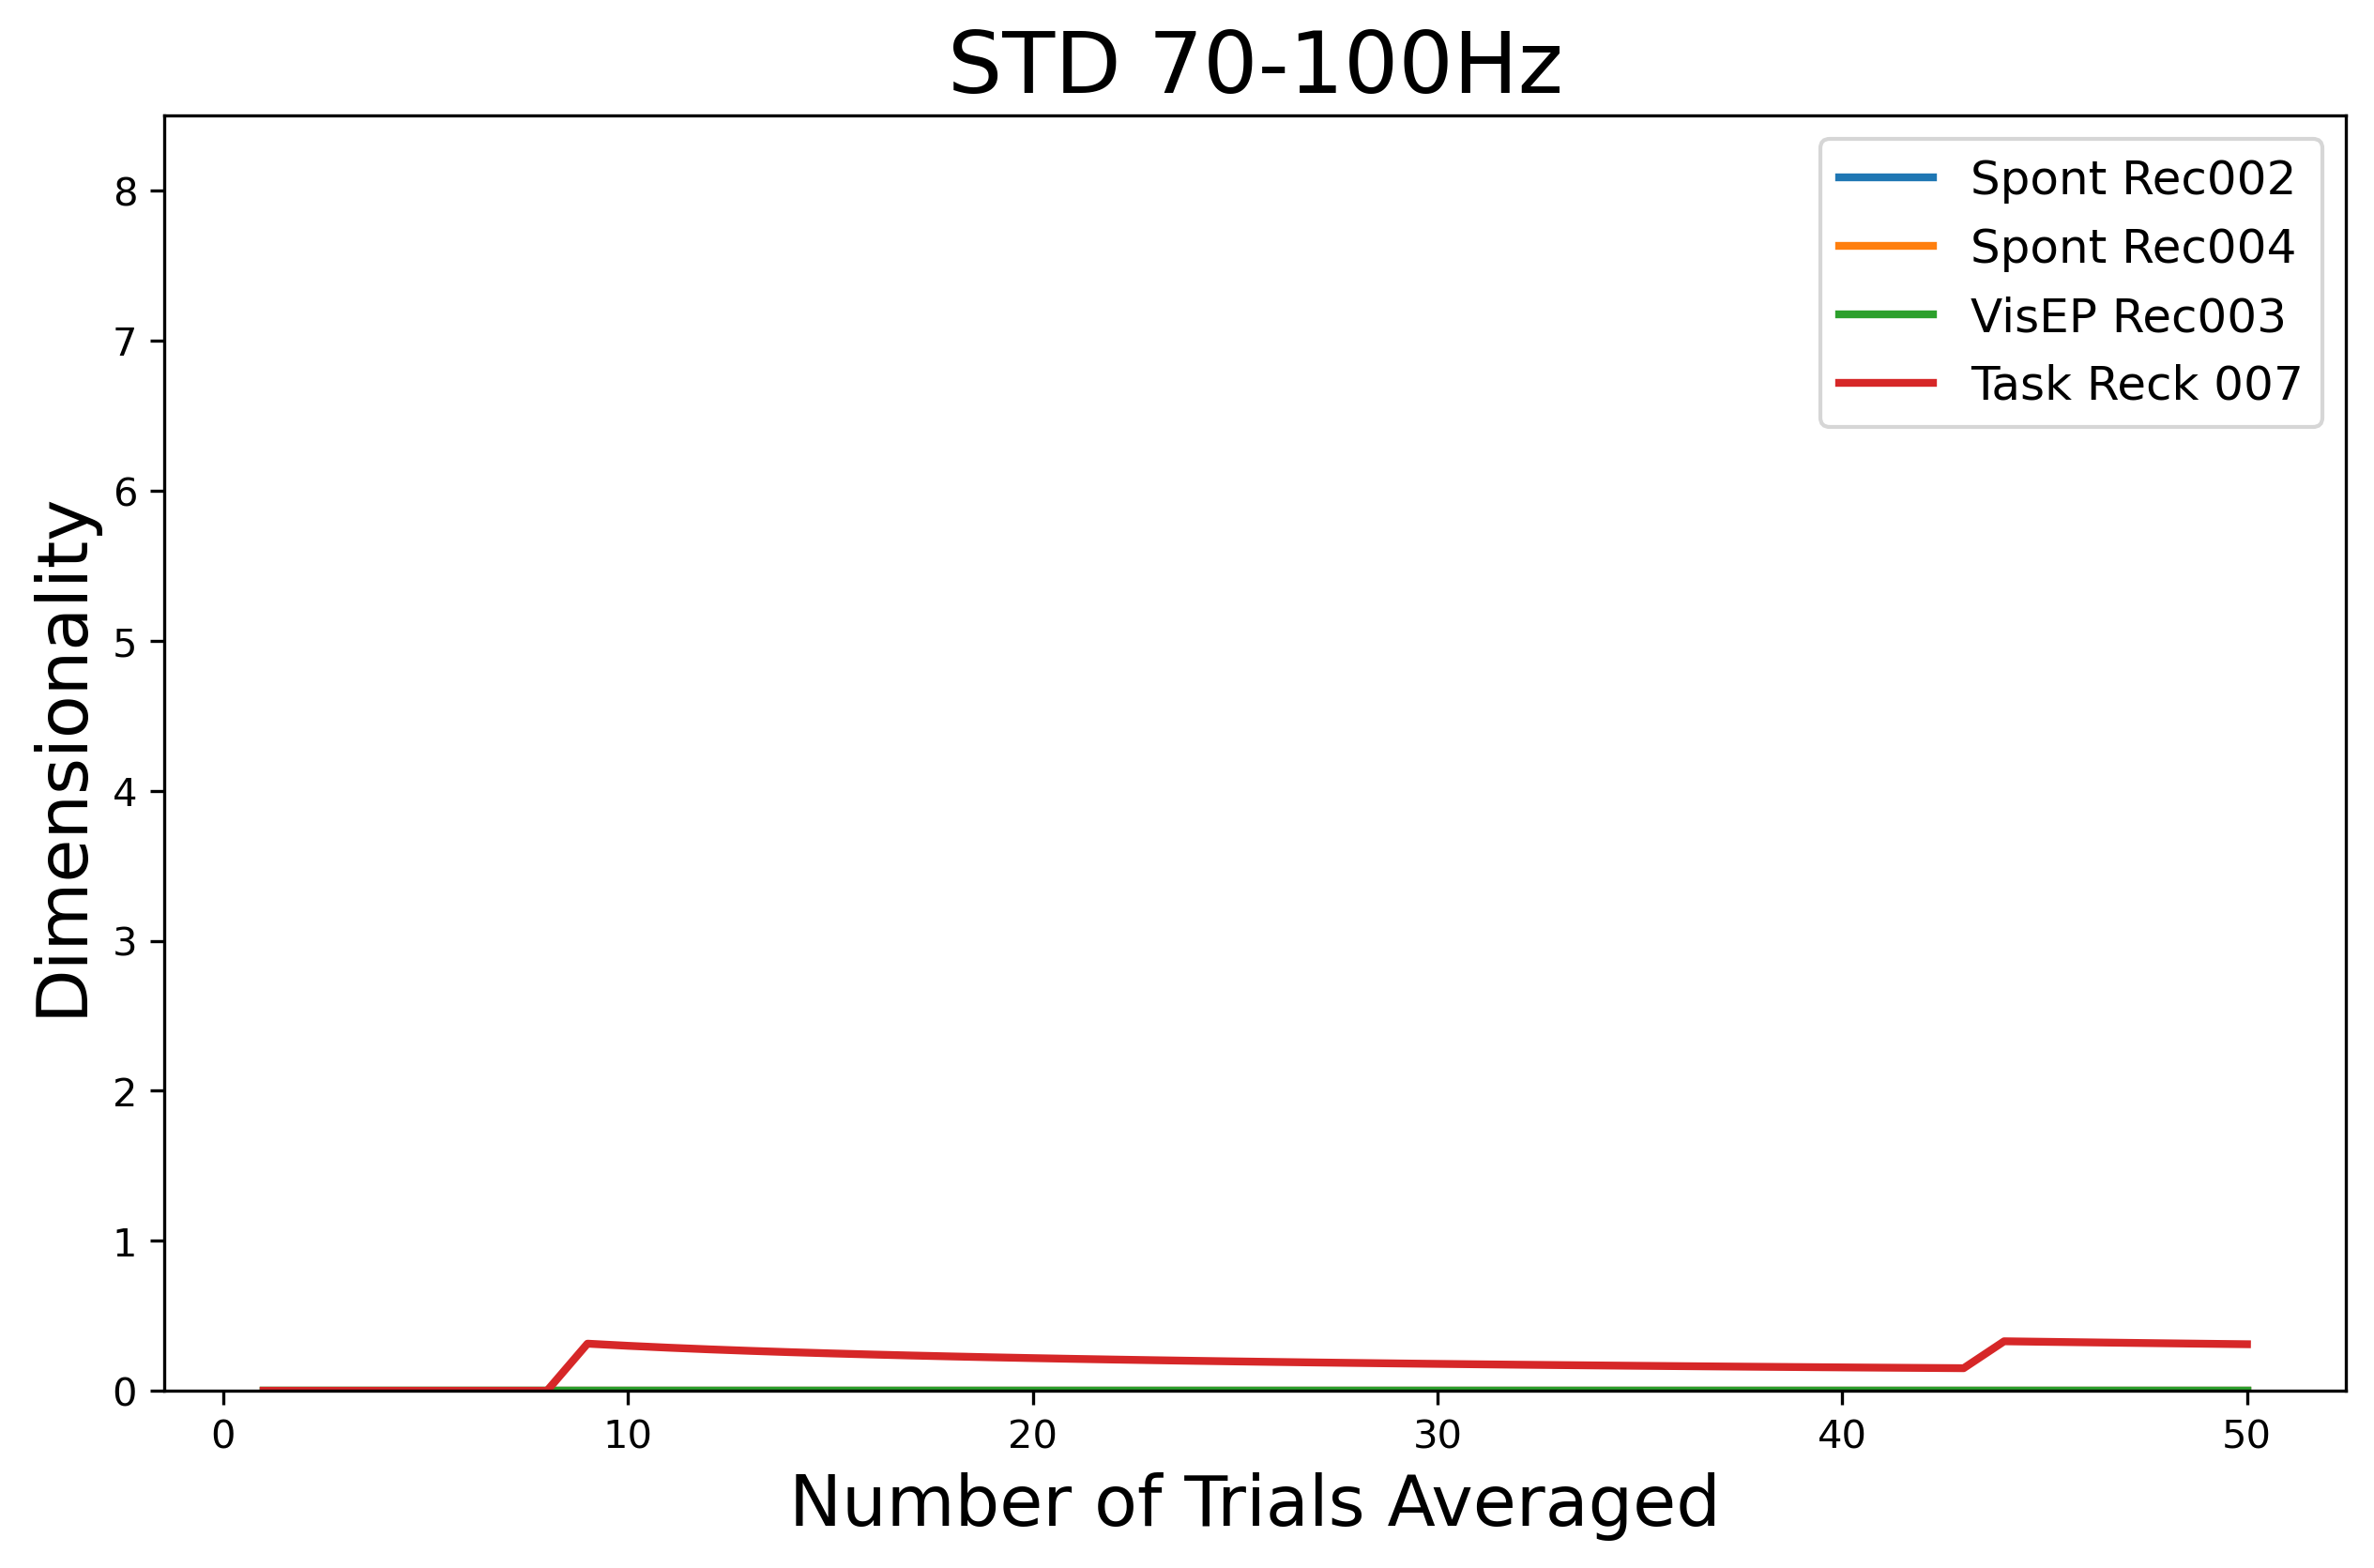 STD 70-100Hz
Spont Rec002
Spont Rec004
VisEP Rec003
Task Reck 007
Dimensionality
8
7
6
5
4
3
2
1
0
0 10 20 30 40 50
Number of Trials Averaged